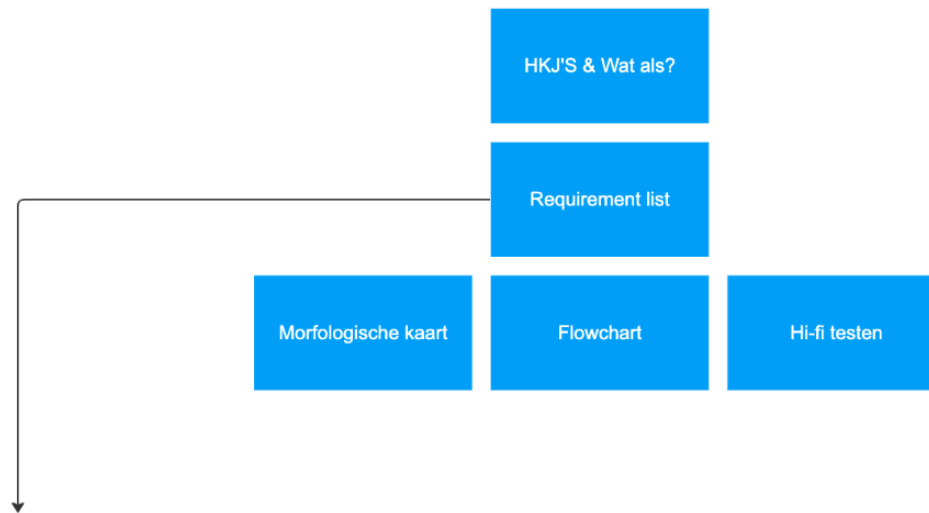 HKJ'S & Wat als?
Requirement list
Morfologische kaart
Flowchart
Hi-fi testen